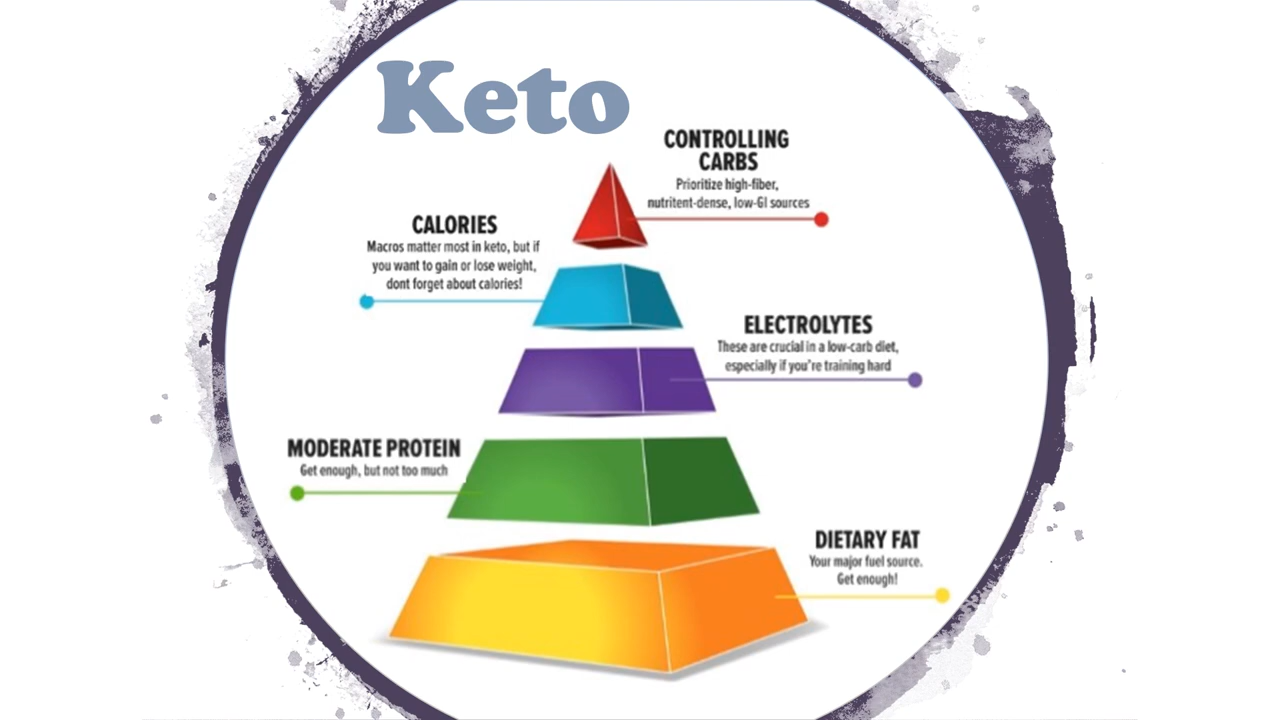 Keto
CONTROLLING
CARBS
Prioritize high-fiber,
nutritent-dense, low-GI sources
CALORIES
Macros matter most in keto, but if
you want to gain or lose weight,
dont forget about calories!
ELECTROLYTES
These are crucial in a low-carb diet,
especially if you're training hard
MODERATE PROTEIN
Get enough, but not too much
DIETARY FAT
Your major fuel source.
Get enough!